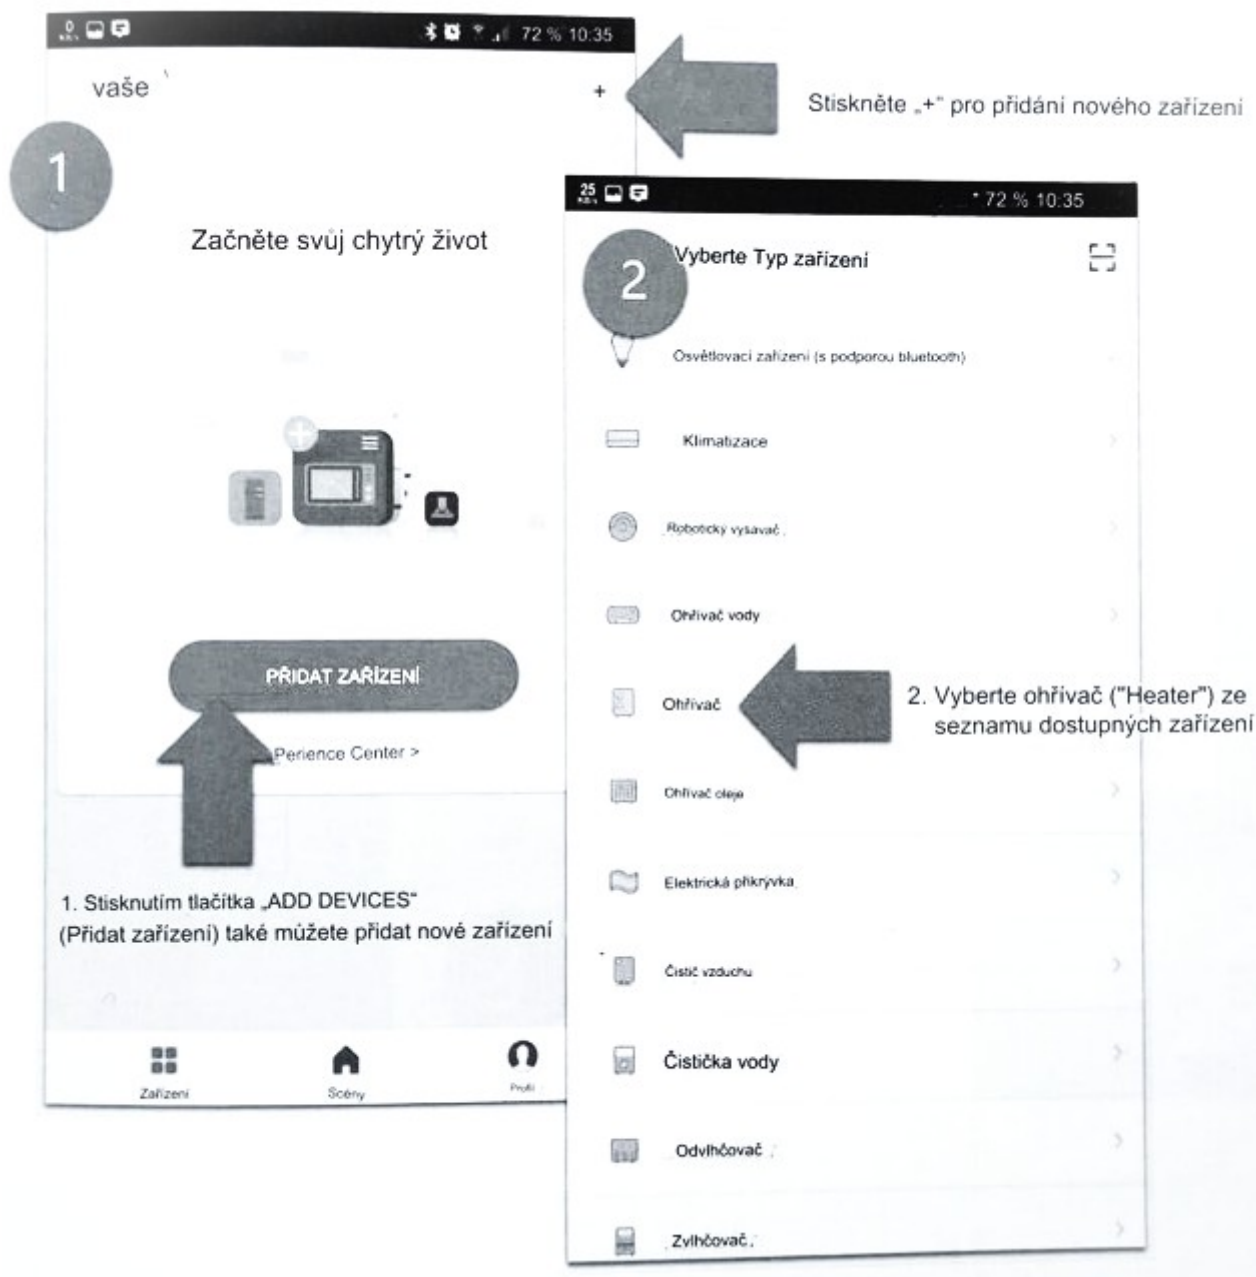 0
72 % 10:35
vaše
+
Stiskněte „+“ pro přidání nového zařízení
1
Začněte svůj chytrý život
PŘIDAT ZAŘÍZENÍ
Perience Center >
1. Stisknutím tlačítka „ADD DEVICES“
(Přidat zařízení) také můžete přidat nové zařízení
Zařízení
Scény
Profil
25
72 % 10:35
2
Vyberte Typ zařízení
Osvětlovací zařízení (s podporou bluetooth)
Klimatizace
Robotický vysavač
Ohřívač vody
Ohřívač
2. Vyberte ohřívač ("Heater") ze
seznamu dostupných zařízení
Ohřívač oleje
Elektrická přikrývka
Čistič vzduchu
Čistička vody
Odvlhčovač
Zvlhčovač